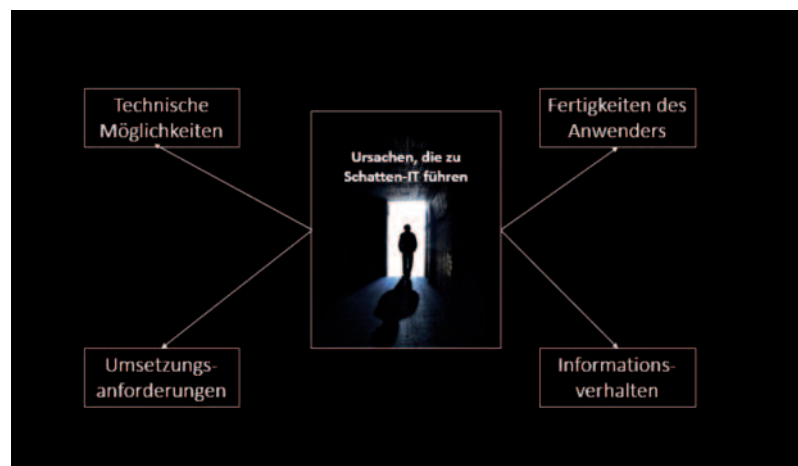 Technische
Möglichkeiten
Fertigkeiten des
Anwenders
Ursachen, die zu
Schatten-IT führen
Umsetzungs-
anforderungen
Informations-
verhalten